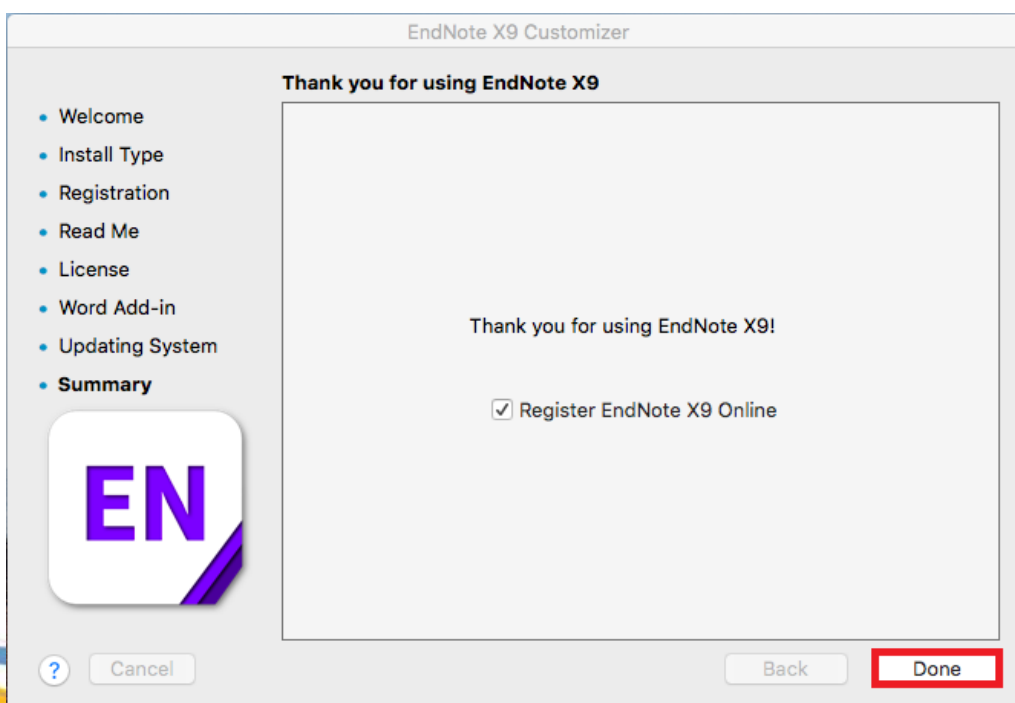 EndNote X9 Customizer
Thank you for using EndNote X9
Welcome
Install Type
Registration
Read Me
License
Word Add-in
Updating System
Summary
Thank you for using EndNote X9!
Register EndNote X9 Online
EN
?
Cancel
Back
Done